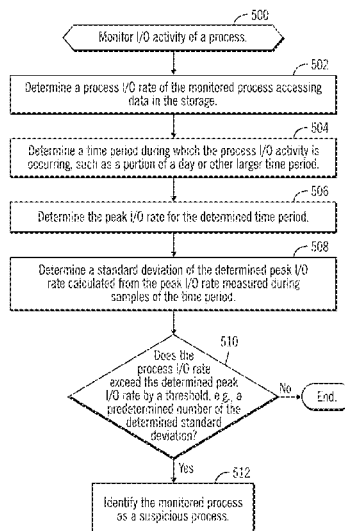 500
Monitor I/O activity of a process.
502
Determine a process I/O rate of the monitored process accessing
data in the storage.
504
Determine a time period during which the process I/O activity is
occurring, such as a portion of a day or other larger time period.
506
Determine the peak I/O rate for the determined time period.
508
Determine a standard deviation of the determined peak I/O
rate calculated from the peak I/O rate measured during
samples of the time period.
510
Does the
process I/O rate
exceed the determined peak
I/O rate by a threshold, e.g., a
predetermined number of the
determined standard
deviation?
No
End.
Yes
512
Identify the monitored process
as a suspicious process.